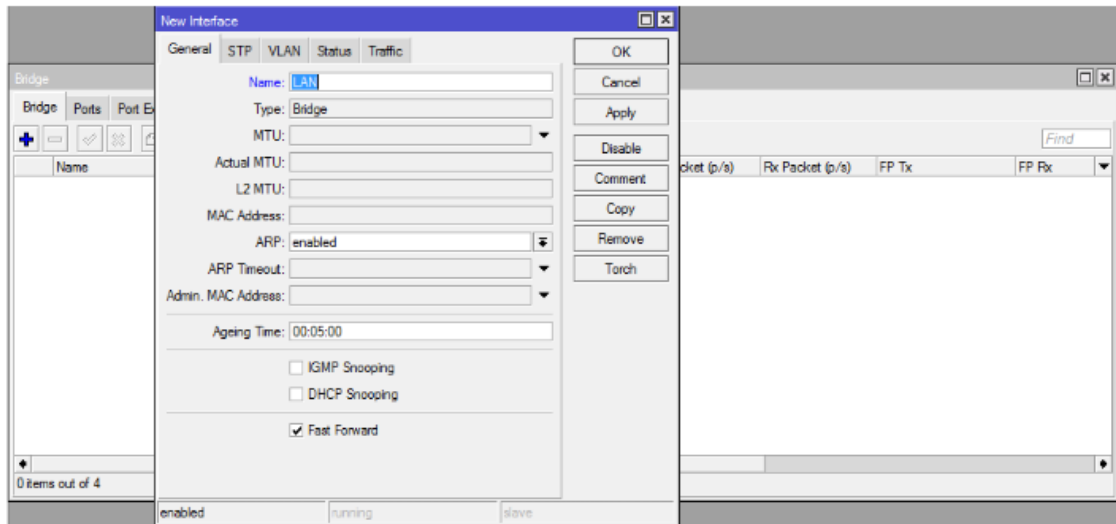 New Interface
General STP VLAN Status Traffic
Name: LAN
Type: Bridge
MTU:
Actual MTU:
L2 MTU:
MAC Address:
ARP: enabled
ARP Timeout:
Admin. MAC Address:
Ageing Time: 00:05:00
IGMP Snooping
DHCP Snooping
Fast Forward
enabled running slave
OK
Cancel
Apply
Disable
Comment
Copy
Remove
Torch
Bridge
Bridge Ports Port
Find
Name Rx Packet (p/s) FP Tx FP Rx
0 items out of 4